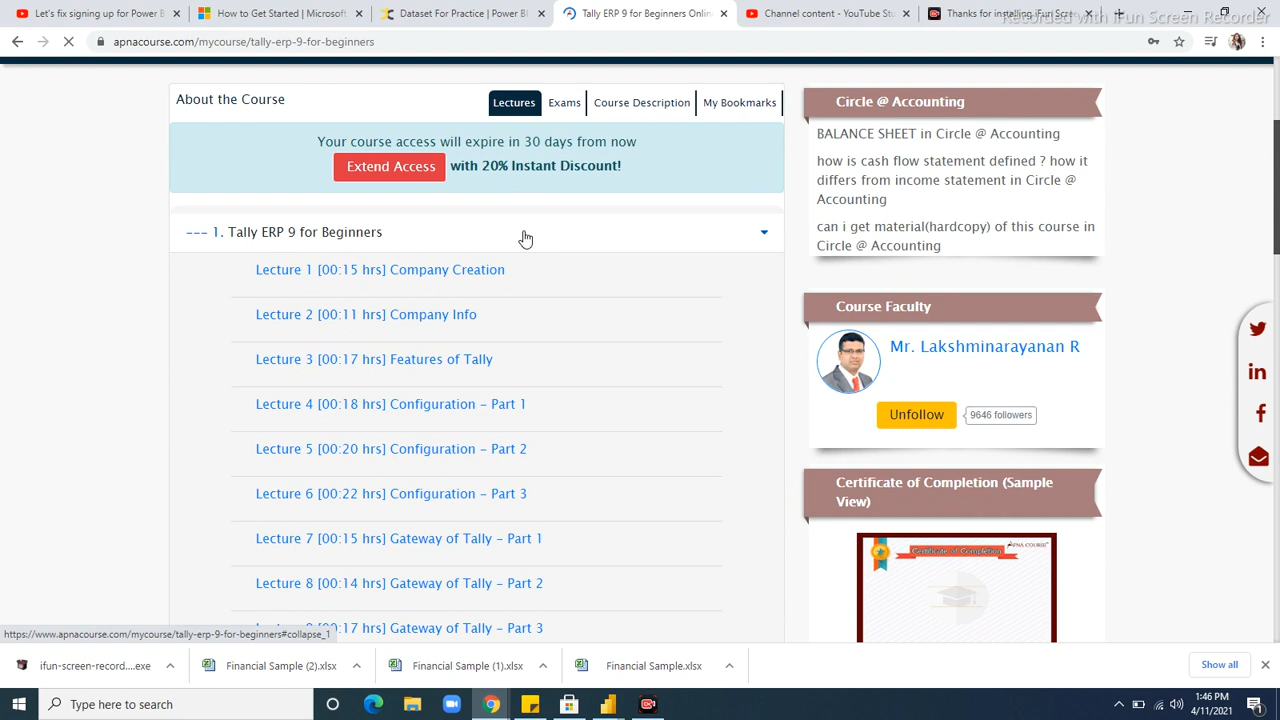 Let's fix signing up for Power B
How to Get Started | Microsoft
Dataset For Practice | Power BI
Tally ERP 9 for Beginners Onlin
Channel content - YouTube Stu
Thanks for installing iFun Scree
Recorded with iFun Screen Recorder
apnacourse.com/mycourse/tally-erp-9-for-beginners
About the Course
Lectures
Exams
Course Description
My Bookmarks
Your course access will expire in 30 days from now
Extend Access with 20% Instant Discount!
--- 1. Tally ERP 9 for Beginners
Lecture 1 [00:15 hrs] Company Creation
Lecture 2 [00:11 hrs] Company Info
Lecture 3 [00:17 hrs] Features of Tally
Lecture 4 [00:18 hrs] Configuration - Part 1
Lecture 5 [00:20 hrs] Configuration - Part 2
Lecture 6 [00:22 hrs] Configuration - Part 3
Lecture 7 [00:15 hrs] Gateway of Tally - Part 1
Lecture 8 [00:14 hrs] Gateway of Tally - Part 2
:17 hrs] Gateway of Tally - Part 3
Circle @ Accounting
BALANCE SHEET in Circle @ Accounting
how is cash flow statement defined ? how it
differs from income statement in Circle @
Accounting
can i get material(hardcopy) of this course in
Circle @ Accounting
Course Faculty
Mr. Lakshminarayanan R
Unfollow
9646 followers
Certificate of Completion (Sample
View)
APNA COURSE
Certificate of Completion
https://www.apnacourse.com/mycourse/tally-erp-9-for-beginners#collapse_1
ifun-screen-record....exe
Financial Sample (2).xlsx
Financial Sample (1).xlsx
Financial Sample.xlsx
Show all
Type here to search
1:46 PM
4/11/2021
1